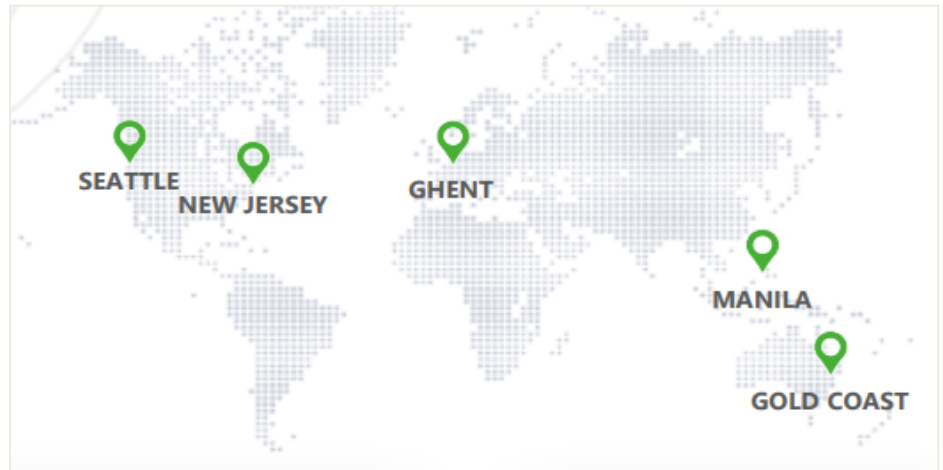 SEATTLE
NEW JERSEY
GHENT
MANILA
GOLD COAST